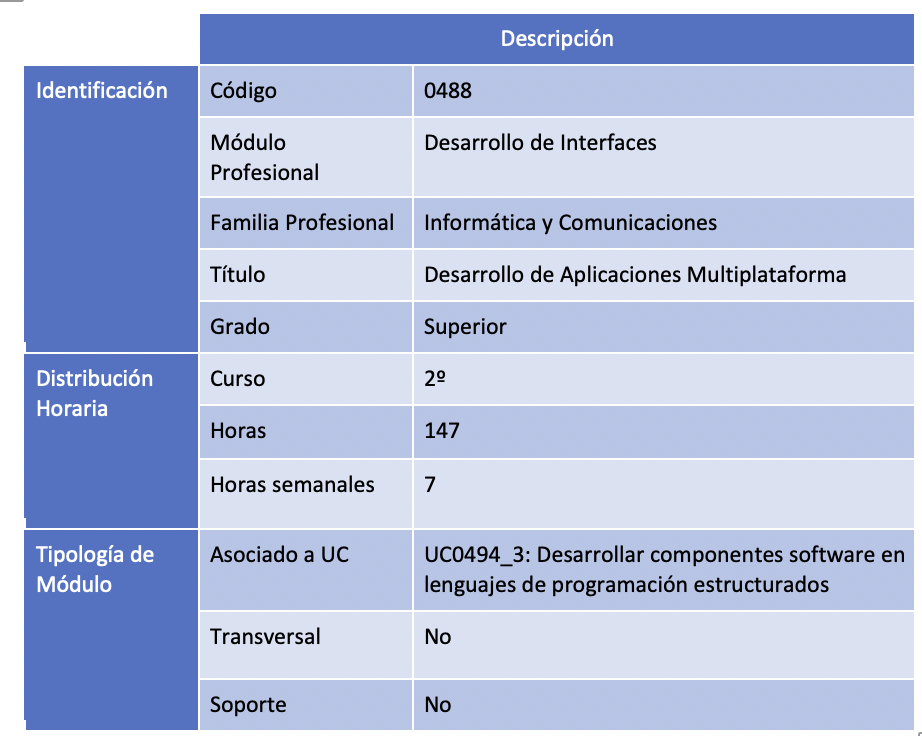 Descripción
Identificación
Código
0488
Módulo
Profesional
Desarrollo de Interfaces
Familia Profesional
Informática y Comunicaciones
Título
Desarrollo de Aplicaciones Multiplataforma
Grado
Superior
Distribución
Horaria
Curso
2º
Horas
147
Horas semanales
7
Tipología de
Módulo
Asociado a UC
UC0494_3: Desarrollar componentes software en
lenguajes de programación estructurados
Transversal
No
Soporte
No